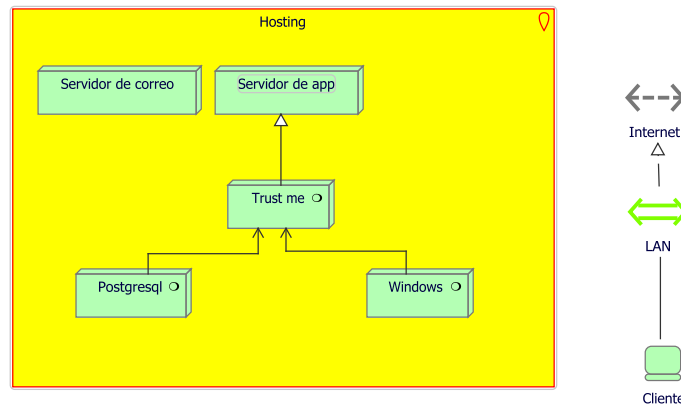 Hosting
Servidor de correo
Servidor de app
Internet
Trust me
LAN
Postgresql
Windows
Cliente